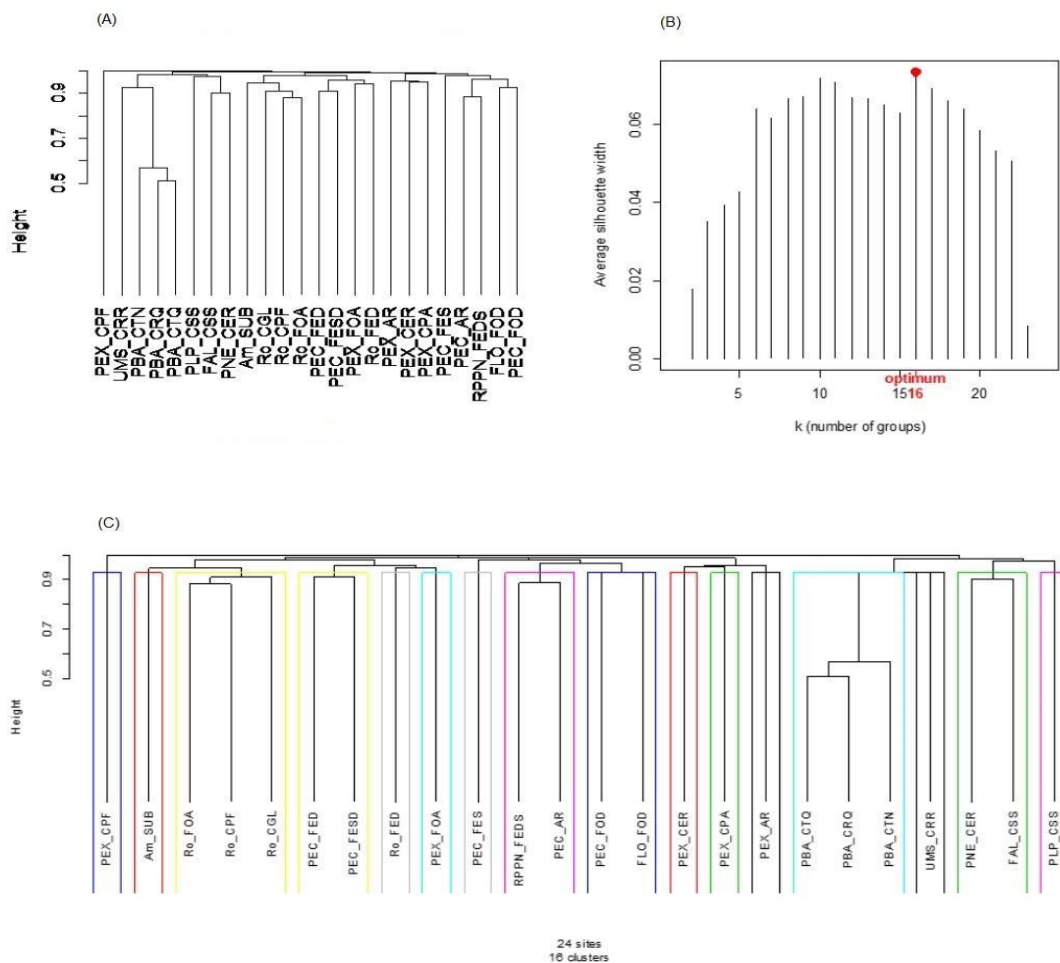 (A)
0.9
0.7
0.5
Height
PEX_CPF
UMS_CRR
PBA_CTN
PBA_CRQ
PBA_CTQ
PLP_CSS
FAL_CSS
PNE_CER
Am_SUB
Ro_CGL
Ro_CPF
Ro_FOA
PEC_FED
PEC_FESD
PEX_FOA
Ro_FED
PEX_AR
PEX_CER
PEX_CPA
PEC_FES
PEC_AR
RPPN_FEDS
FLO_FOD
PEC_FOD
(B)
Average silhouette width
0.06
0.04
0.02
0.00
optimum
5 10 15 16 20
k (number of groups)
(C)
0.9
0.7
0.5
Height
PEX_CPF
Am_SUB
Ro_FOA
Ro_CPF
Ro_CGL
PEC_FED
PEC_FESD
Ro_FED
PEX_FOA
PEC_FES
RPPN_FEDS
PEC_AR
PEC_FOD
FLO_FOD
PEX_CER
PEX_CPA
PEX_AR
PBA_CTQ
PBA_CRQ
PBA_CTN
UMS_CRR
PNE_CER
FAL_CSS
PLP_CSS
24 sites
16 clusters